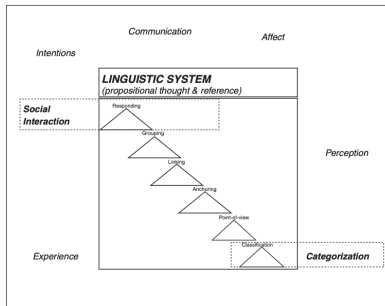 Communication
Affect
Intentions
LINGUISTIC SYSTEM
(propositional thought & reference)
Social
Interaction
Responding
Grouping
Linking
Anchoring
Perception
Point-of-view
Classification
Experience
Categorization